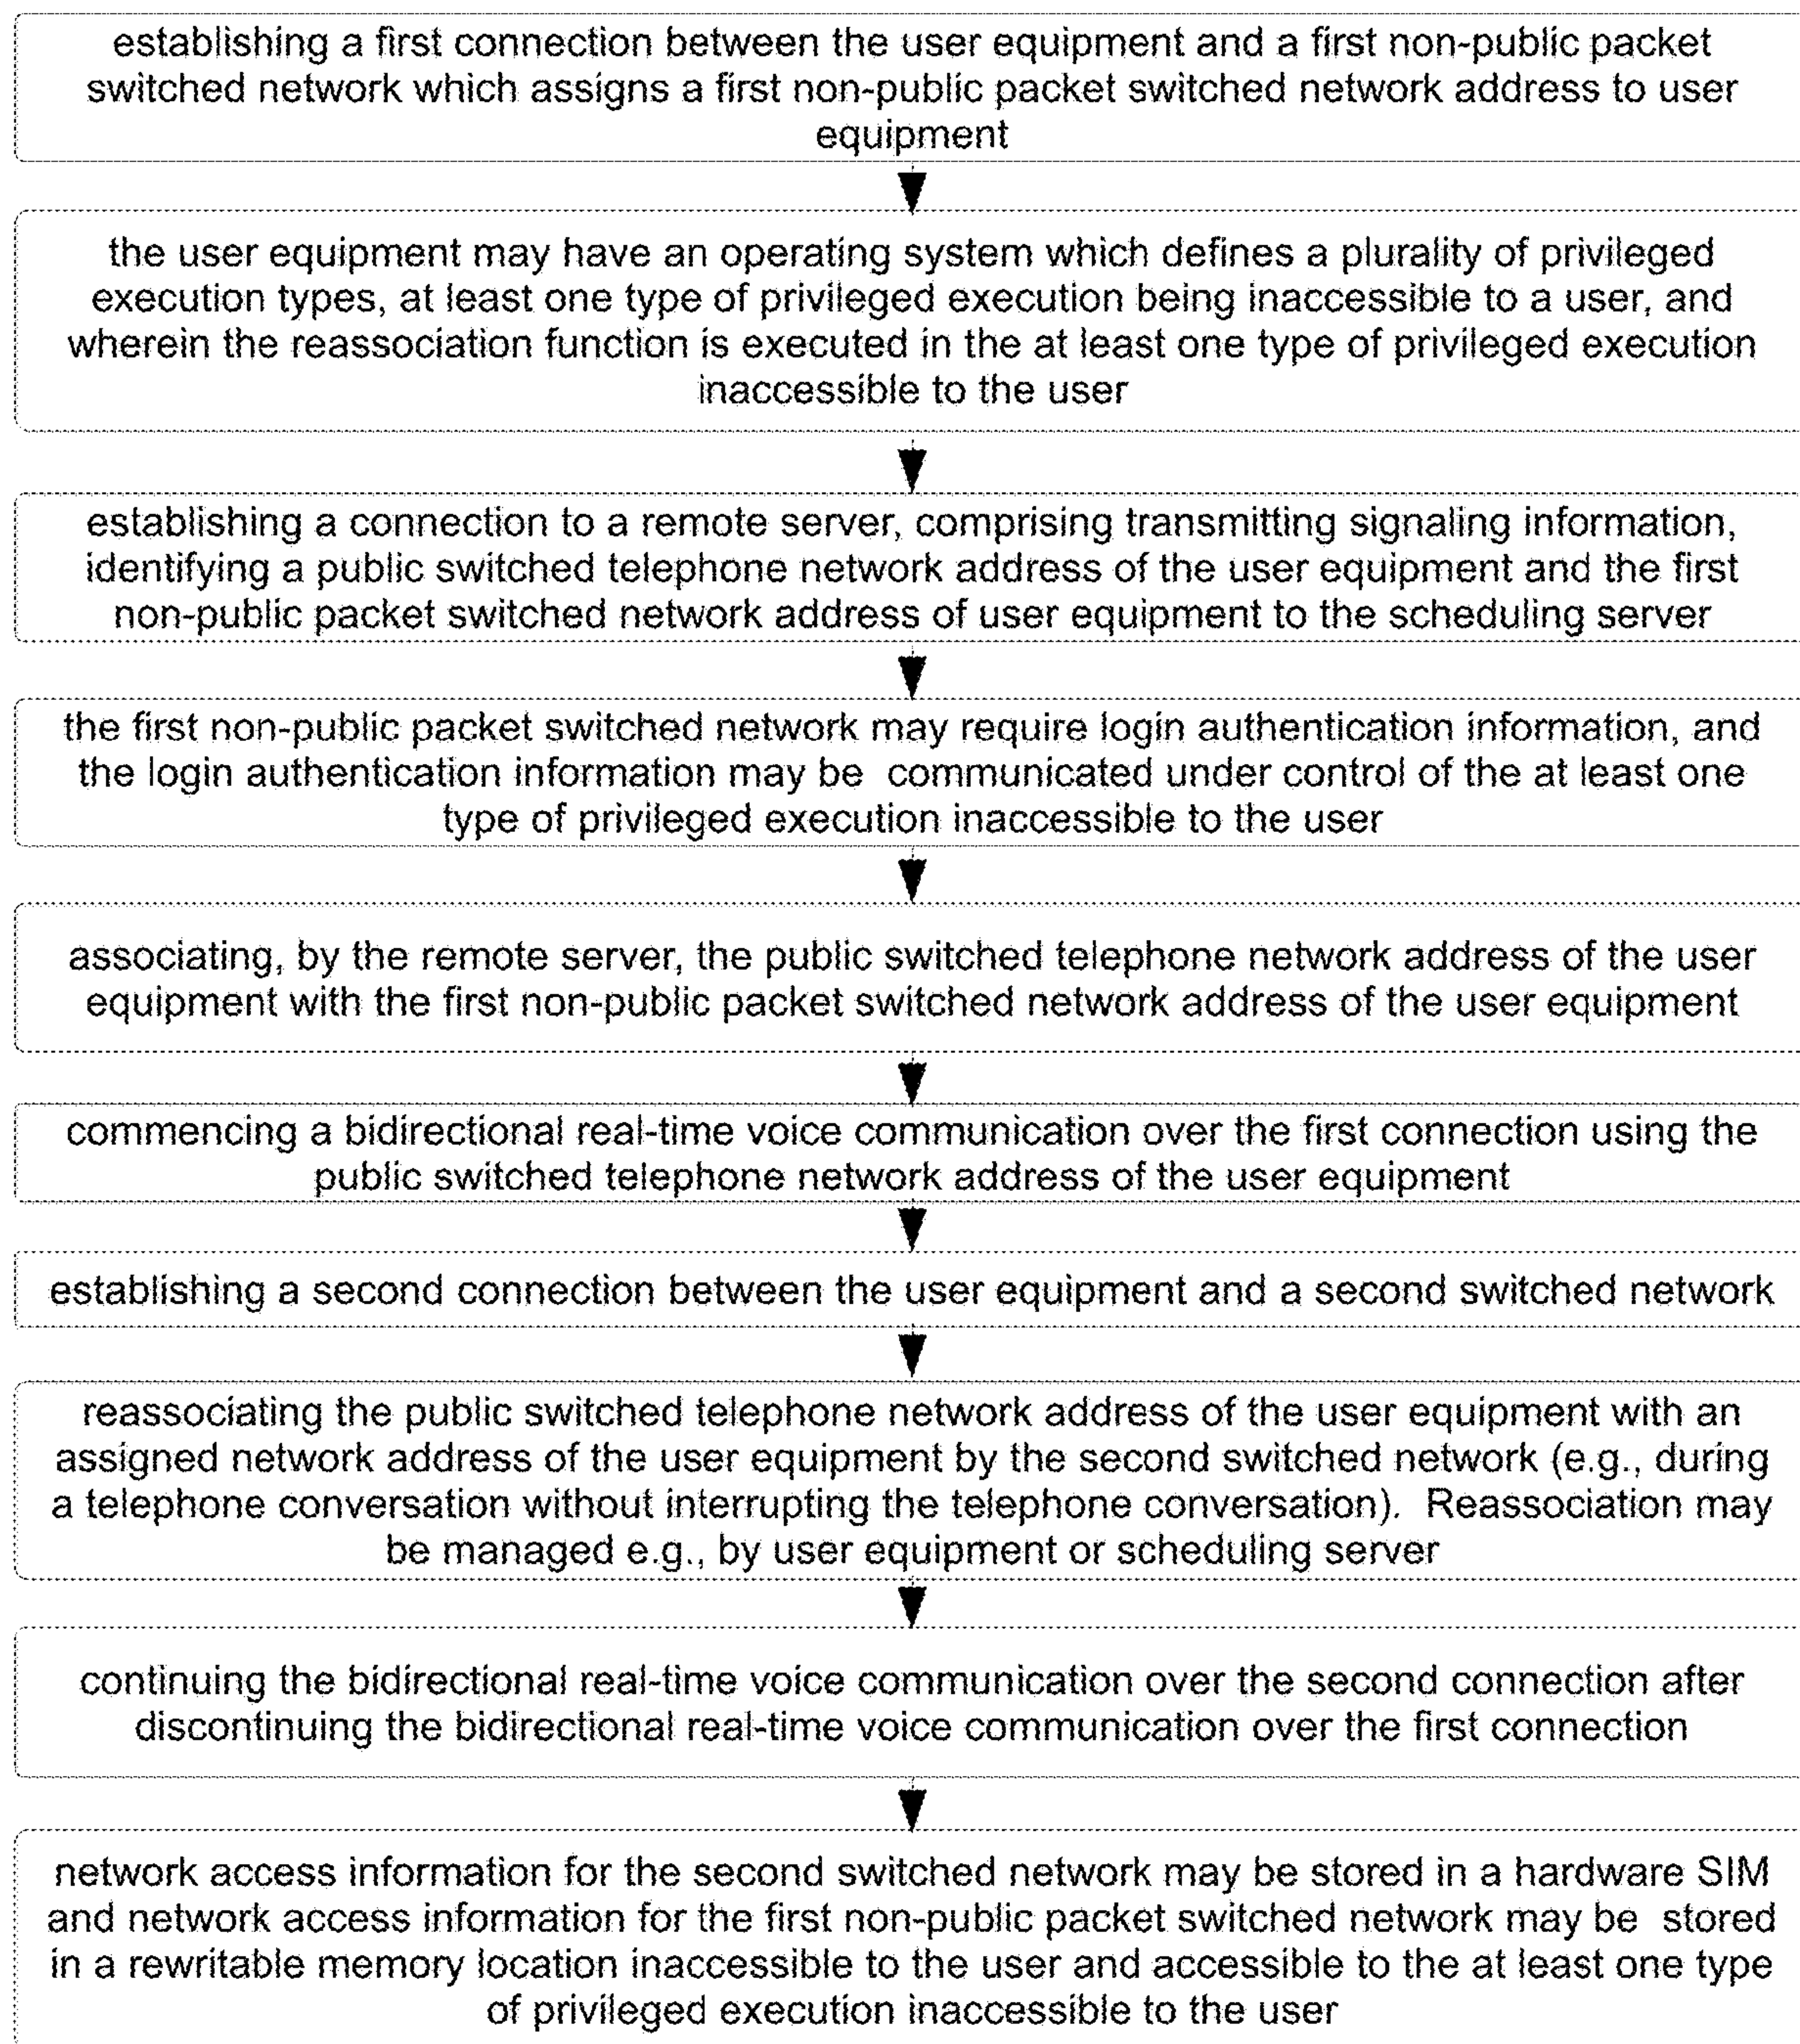 establishing a first connection between the user equipment and a first non-public packet
switched network which assigns a first non-public packet switched network address to user
equipment
the user equipment may have an operating system which defines a plurality of privileged
execution types, at least one type of privileged execution being inaccessible to a user, and
wherein the reassociation function is executed in the at least one type of privileged execution
inaccessible to the user
establishing a connection to a remote server, comprising transmitting signaling information,
identifying a public switched telephone network address of the user equipment and the first
non-public packet switched network address of user equipment to the scheduling server
the first non-public packet switched network may require login authentication information, and
the login authentication information may be communicated under control of the at least one
type of privileged execution inaccessible to the user
associating, by the remote server, the public switched telephone network address of the user
equipment with the first non-public packet switched network address of the user equipment
commencing a bidirectional real-time voice communication over the first connection using the
public switched telephone network address of the user equipment
establishing a second connection between the user equipment and a second switched network
reassociating the public switched telephone network address of the user equipment with an
assigned network address of the user equipment by the second switched network (e.g., during
a telephone conversation without interrupting the telephone conversation). Reassociation may
be managed e.g., by user equipment or scheduling server
continuing the bidirectional real-time voice communication over the second connection after
discontinuing the bidirectional real-time voice communication over the first connection
network access information for the second switched network may be stored in a hardware SIM
and network access information for the first non-public packet switched network may be stored
in a rewritable memory location inaccessible to the user and accessible to the at least one type
of privileged execution inaccessible to the user